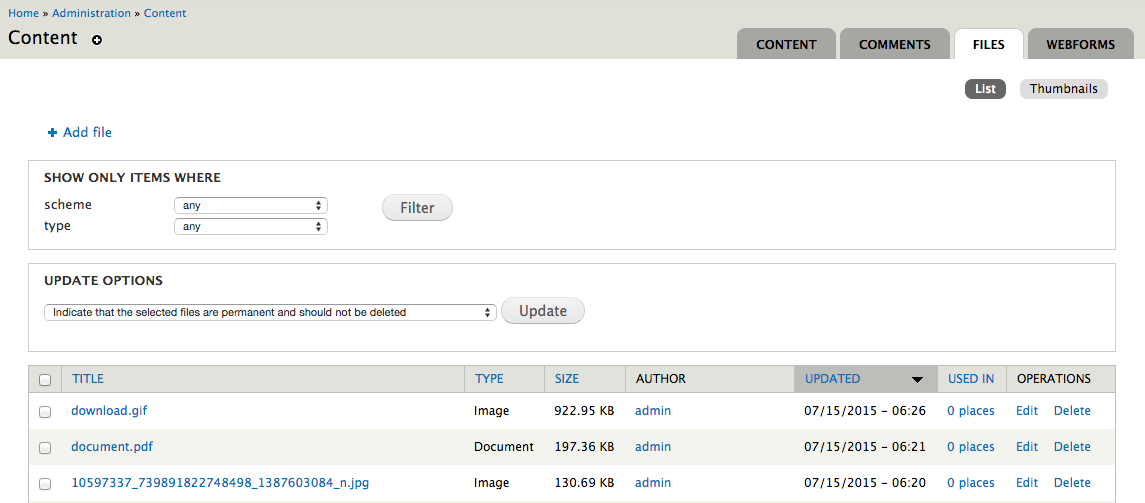 Home » Administration » Content
Content
CONTENT COMMENTS FILES WEBFORMS
List Thumbnails
Add file
SHOW ONLY ITEMS WHERE
scheme any Filter
type any
UPDATE OPTIONS
Indicate that the selected files are permanent and should not be deleted Update
TITLE TYPE SIZE AUTHOR UPDATED USED IN OPERATIONS
download.gif Image 922.95 KB admin 07/15/2015 – 06:26 0 places Edit Delete
document.pdf Document 197.36 KB admin 07/15/2015 – 06:21 0 places Edit Delete
10597337_739891822748498_1387603084_n.jpg Image 130.69 KB admin 07/15/2015 – 06:20 0 places Edit Delete